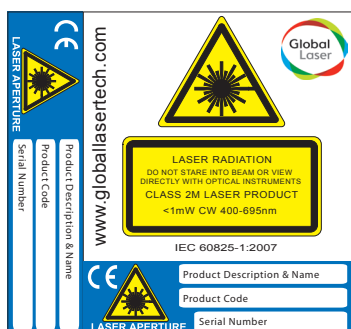 CE
LASER APERTURE
Product Description & Name
Product Code
Serial Number
www.globallasertech.com
Global
Laser
LASER RADIATION
DO NOT STARE INTO BEAM OR VIEW
DIRECTLY WITH OPTICAL INSTRUMENTS
CLASS 2M LASER PRODUCT
<1mW CW 400-695nm
IEC 60825-1:2007
CE
LASER APERTURE
Product Description & Name
Product Code
Serial Number